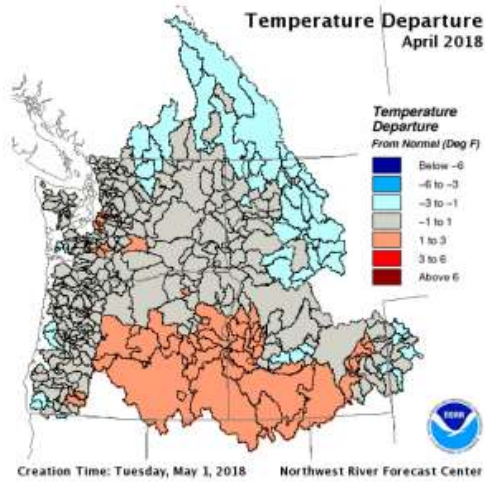 Temperature Departure
April 2018
Temperature
Departure
From Normal (Deg F)
Below -6
-6 to -3
-3 to -1
-1 to 1
1 to 3
3 to 6
Above 6
NOAA
Creation Time: Tuesday, May 1, 2018 Northwest River Forecast Center